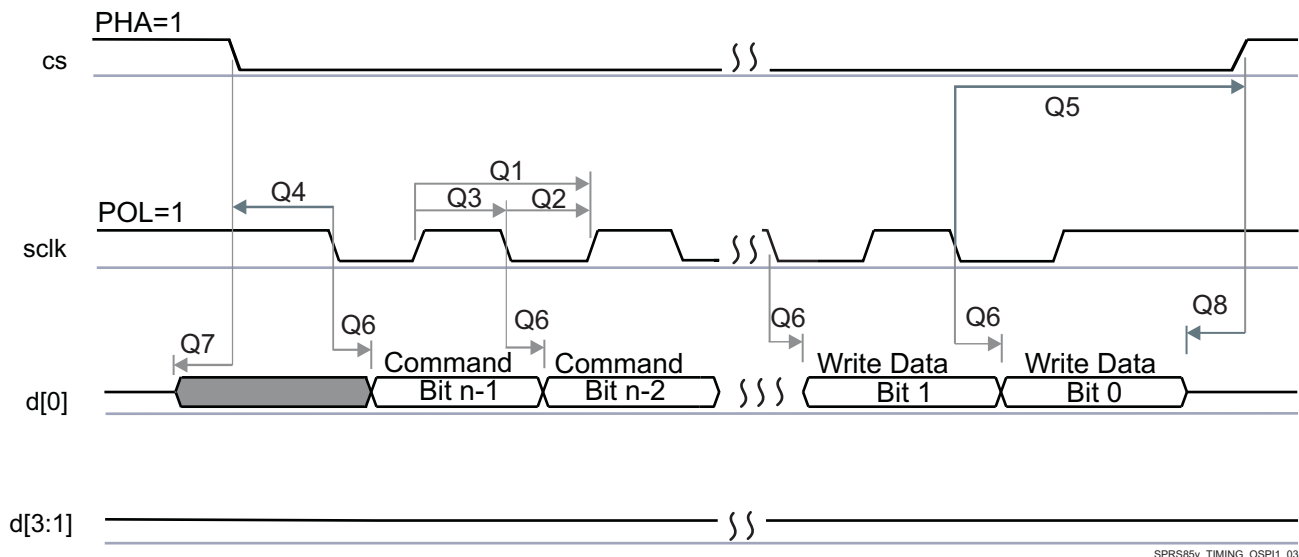 PHA=1
cs
Q5
Q1
Q4
Q3
Q2
POL=1
sclk
Q7
Q6
Q6
Q6
Q6
Q8
Command
Command
Write Data
Write Data
d[0]
Bit n-1
Bit n-2
Bit 1
Bit 0
d[3:1]
SPRS85v_TIMING_OSPI1_03